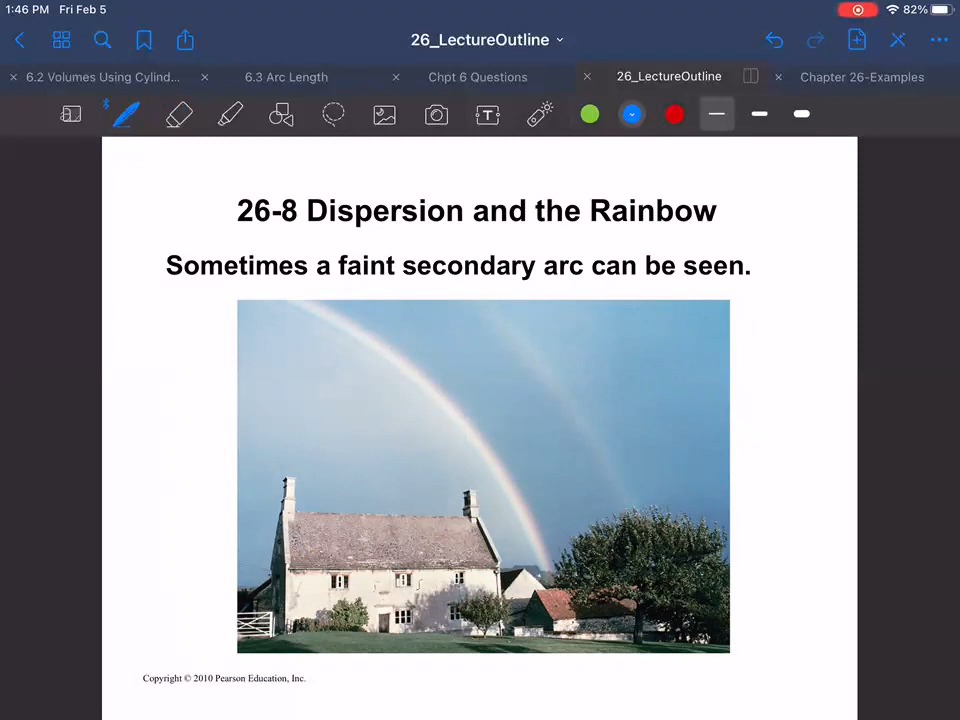 1:46 PM Fri Feb 5
82%
26_LectureOutline
6.2 Volumes Using Cylind...
6.3 Arc Length
Chpt 6 Questions
26_LectureOutline
Chapter 26-Examples
T
26-8 Dispersion and the Rainbow
Sometimes a faint secondary arc can be seen.
Copyright © 2010 Pearson Education, Inc.